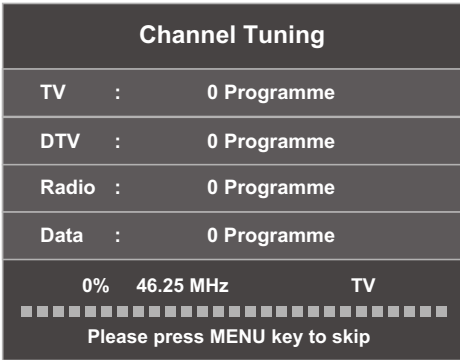 Channel Tuning
TV : 0 Programme
DTV : 0 Programme
Radio : 0 Programme
Data : 0 Programme
0% 46.25 MHz TV
Please press MENU key to skip